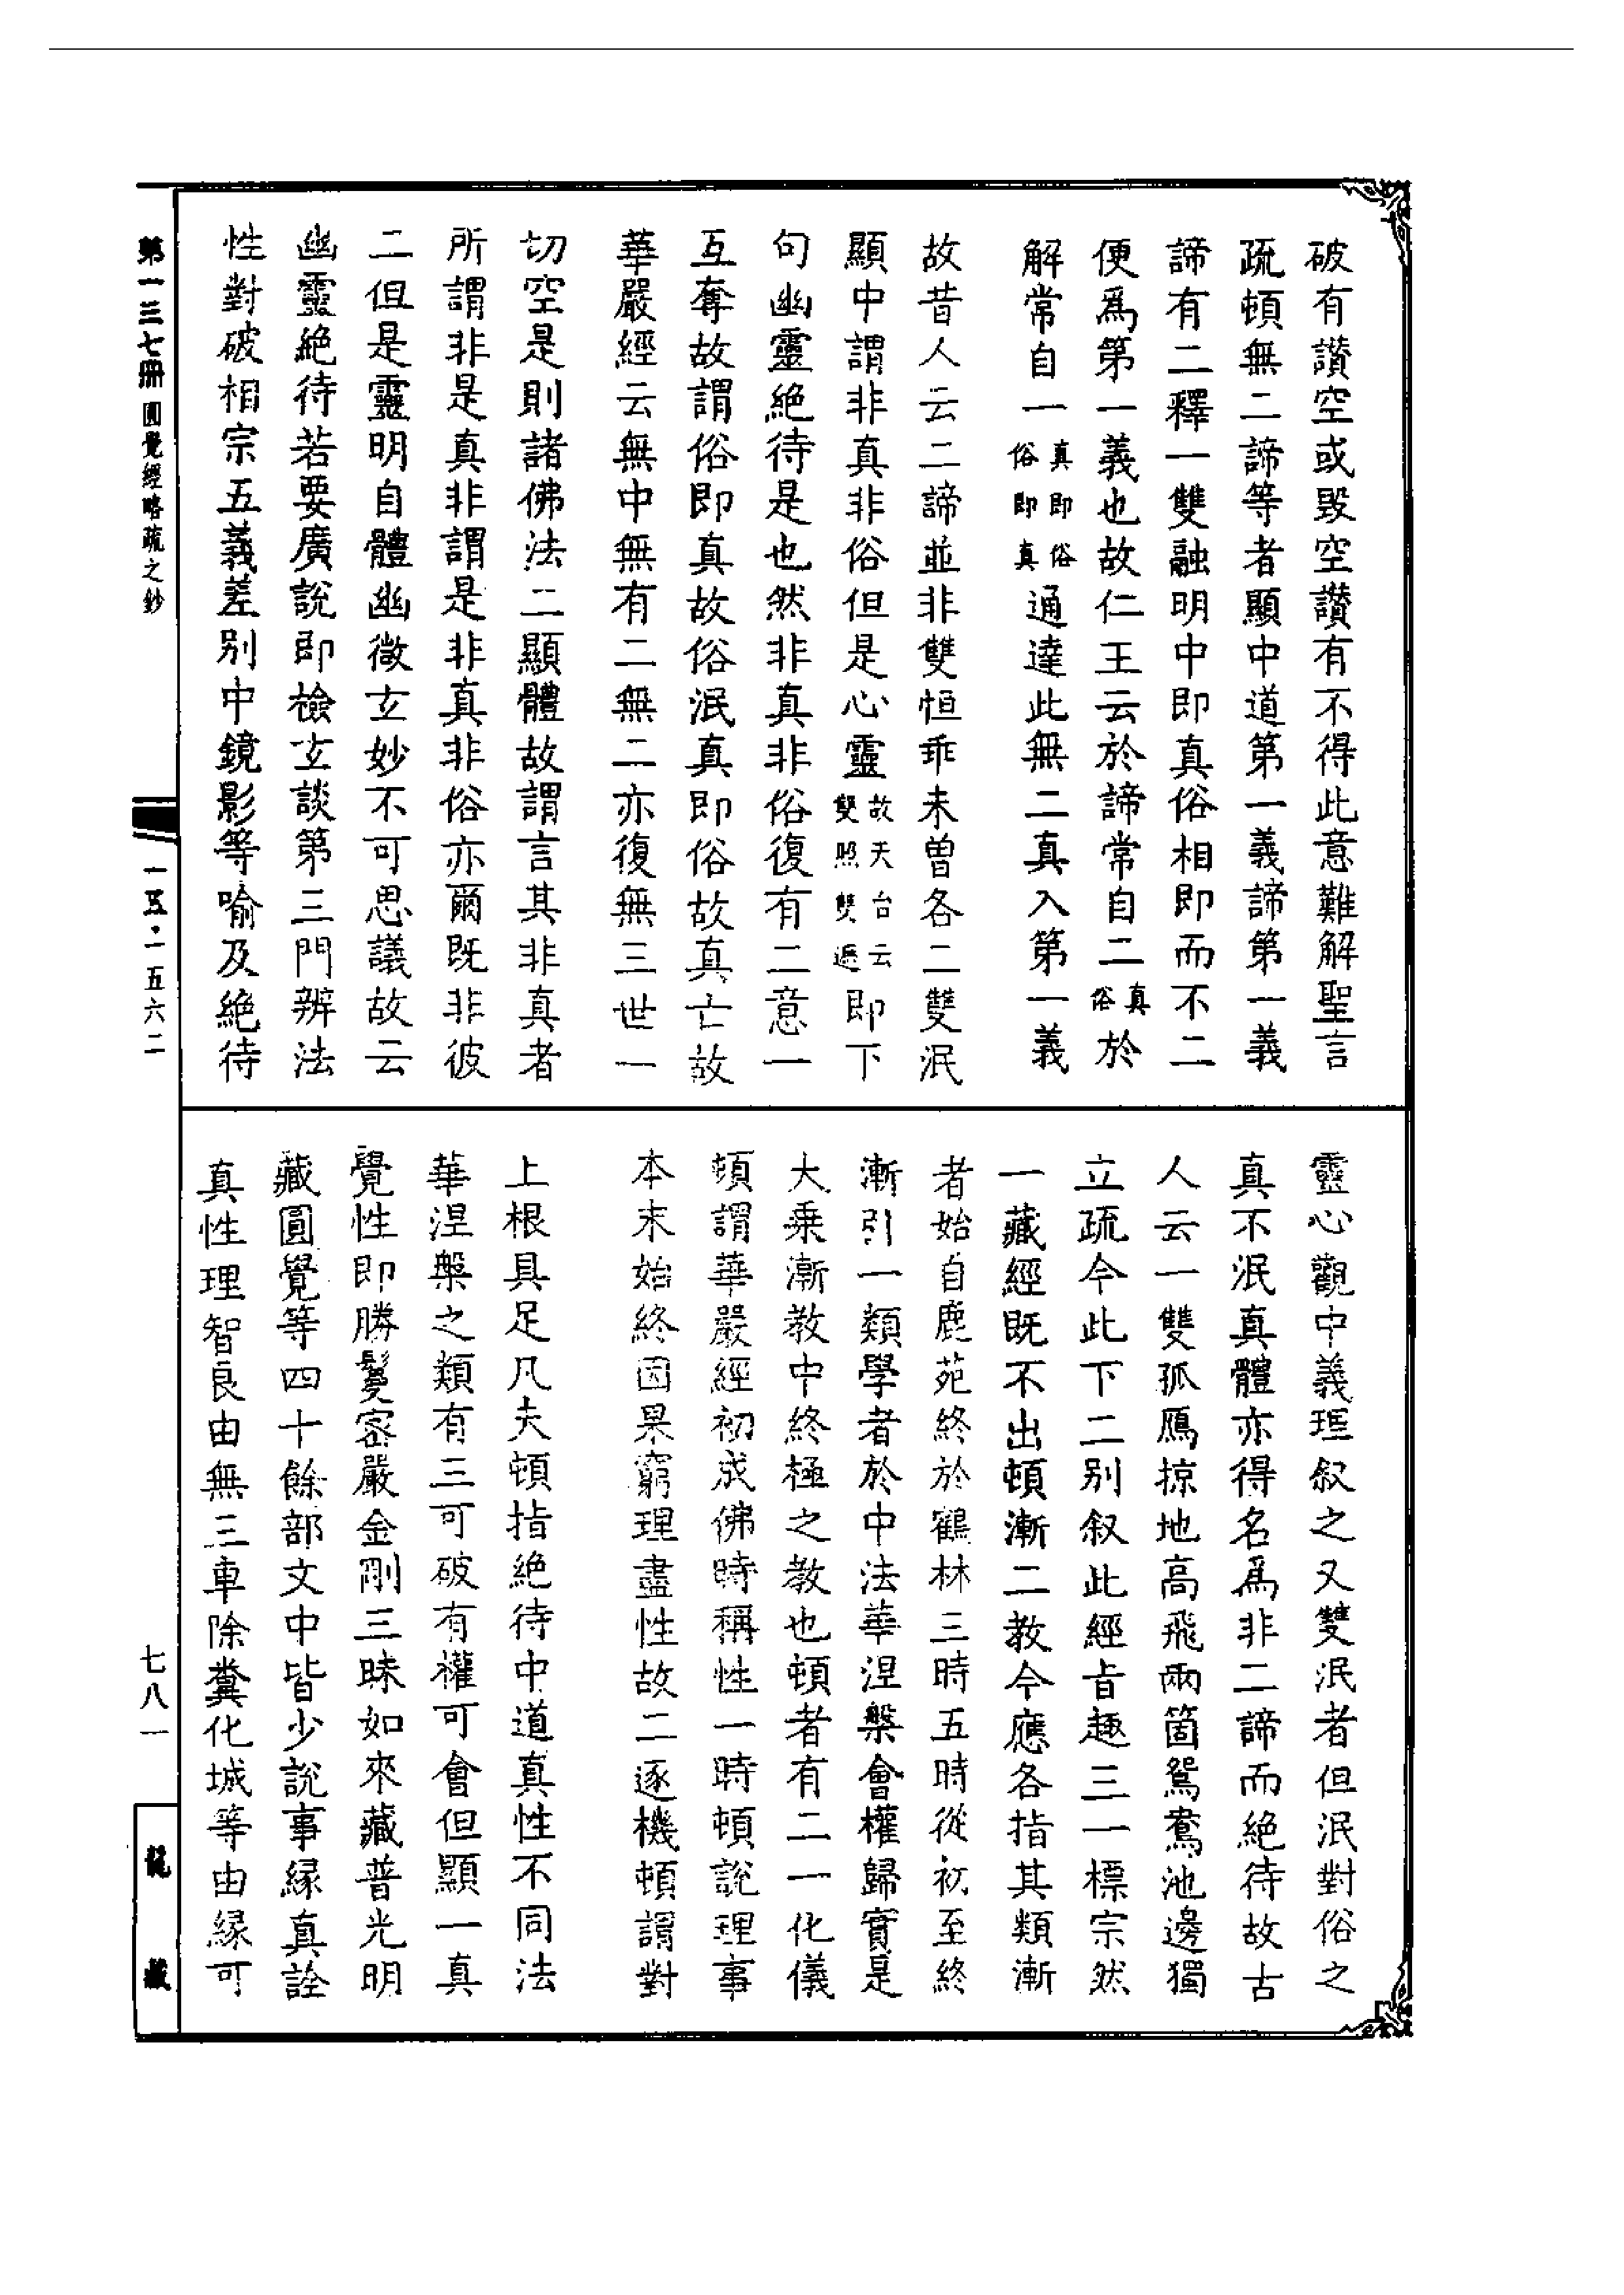 破有讚空或毀空讚有不得此意難解聖言
疏頓無二諦等者顯中道第一義諦第一義
諦有二釋一雙融明中即真俗相即而不二
便爲第一義也故仁王云於諦常自二真俗於
解常自一真即俗俗即真通達此無二真入第一義
故昔人云二諦並非雙恒乖未曾各二雙泯
顯中謂非真非俗但是心靈故天台云雙照雙遮即下
句幽靈絶待是也然非真非俗復有二意一
互奪故謂俗即真故俗泯真即俗故真亡故
華嚴經云無中無有二無二亦復無三世一
切空是則諸佛法二顯體故謂言其非真者
所謂非是真非謂是非真非俗亦爾既非彼
二但是靈明自體幽微玄妙不可思議故云
幽靈絶待若要廣說即檢玄談第三門辨法
性對破相宗五義差别中鏡影等喻及絶待
靈心觀中義理叙之又雙泯者但泯對俗之
真不泯真體亦得名爲非二諦而絶待故古
人云一雙孤鴈掠地高飛兩箇鴛鴦池邊獨
立疏今此下二别叙此經旨趣三一標宗然
一藏經既不出頓漸二教今應各指其類漸
者始自鹿苑終於鶴林三時五時從初至終
漸引一類學者於中法華涅槃會權歸實是
大乗漸教中終極之教也頓者有二一化儀
頓謂華嚴經初成佛時稱性一時頓說理事
本末始終因果窮理盡性故二逐機頓謂對
上根具足凡夫頓指絶待中道真性不同法
華涅槃之類有三可破有權可會但顯一真
覺性即勝鬘密嚴金剛三昧如來藏普光明
藏圓覺等四十餘部文中皆少說事緣真詮
真性理智良由無三車除糞化城等由緣可
第一三七册 圓覺經略疏之鈔
一五·一五六二
七八一
龍藏